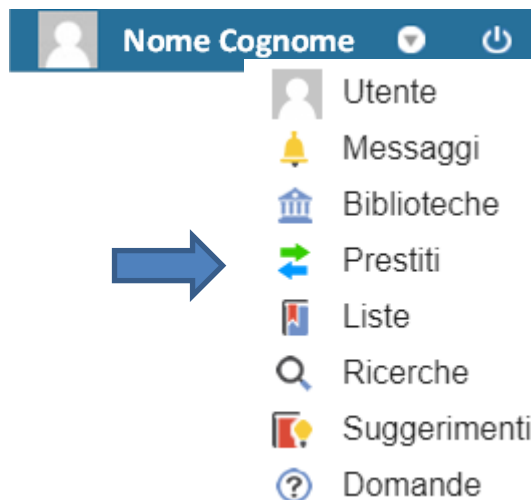 Nome Cognome
Utente
Messaggi
Biblioteche
Prestiti
Liste
Ricerche
Suggerimenti
Domande